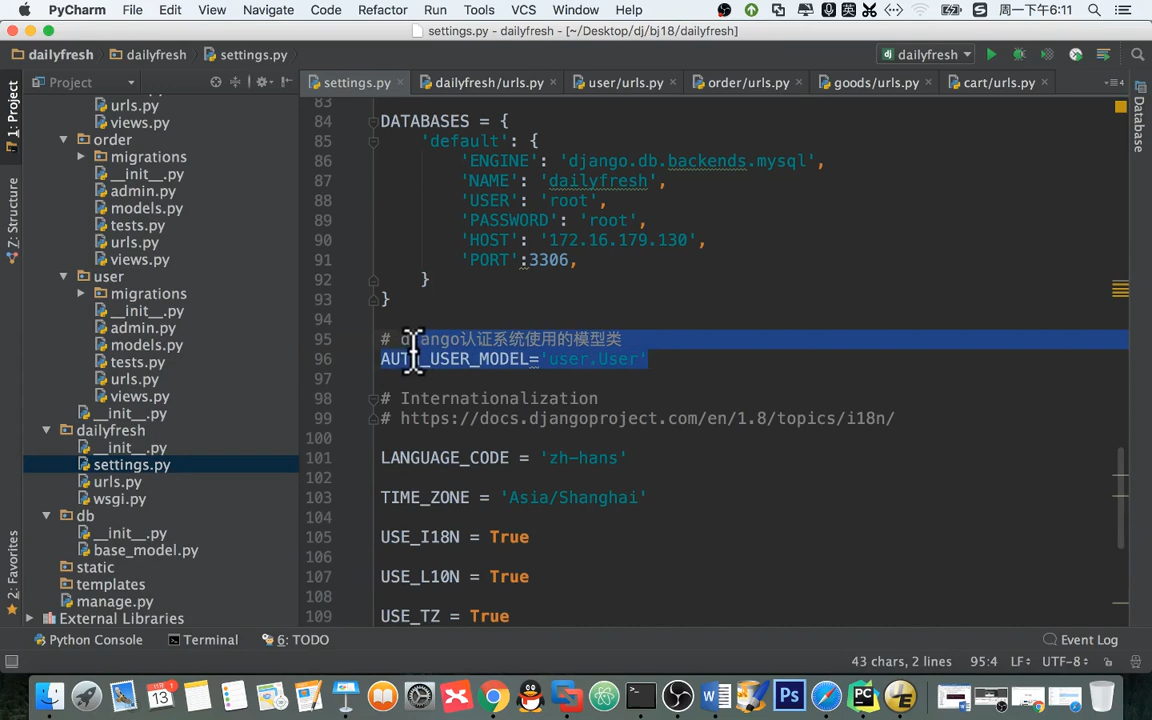 PyCharm File Edit View Navigate Code Refactor Run Tools VCS Window Help 英 周一下午6:11
settings.py - dailyfresh - [~/Desktop/dj/bj18/dailyfresh]
dailyfresh dailyfresh settings.py dj dailyfresh
Project settings.py dailyfresh/urls.py user/urls.py order/urls.py goods/urls.py cart/urls.py
1: Project
7: Structure
2: Favorites
urls.py
views.py
order
migrations
__init__.py
admin.py
models.py
tests.py
urls.py
views.py
user
migrations
__init__.py
admin.py
models.py
tests.py
urls.py
views.py
__init__.py
dailyfresh
__init__.py
settings.py
urls.py
wsgi.py
db
__init__.py
base_model.py
static
templates
manage.py
External Libraries
83
84 DATABASES = {
85 'default': {
86 'ENGINE': 'django.db.backends.mysql',
87 'NAME': 'dailyfresh',
88 'USER': 'root',
89 'PASSWORD': 'root',
90 'HOST': '172.16.179.130',
91 'PORT':3306,
92 }
93 }
94
95 # django认证系统使用的模型类
96 AUTH_USER_MODEL='user.User'
97
98 # Internationalization
99 # https://docs.djangoproject.com/en/1.8/topics/i18n/
100
101 LANGUAGE_CODE = 'zh-hans'
102
103 TIME_ZONE = 'Asia/Shanghai'
104
105 USE_I18N = True
106
107 USE_L10N = True
108
109 USE_TZ = True
Database
Python Console Terminal 6: TODO Event Log
43 chars, 2 lines 95:4 LF UTF-8
13 W Ps PC